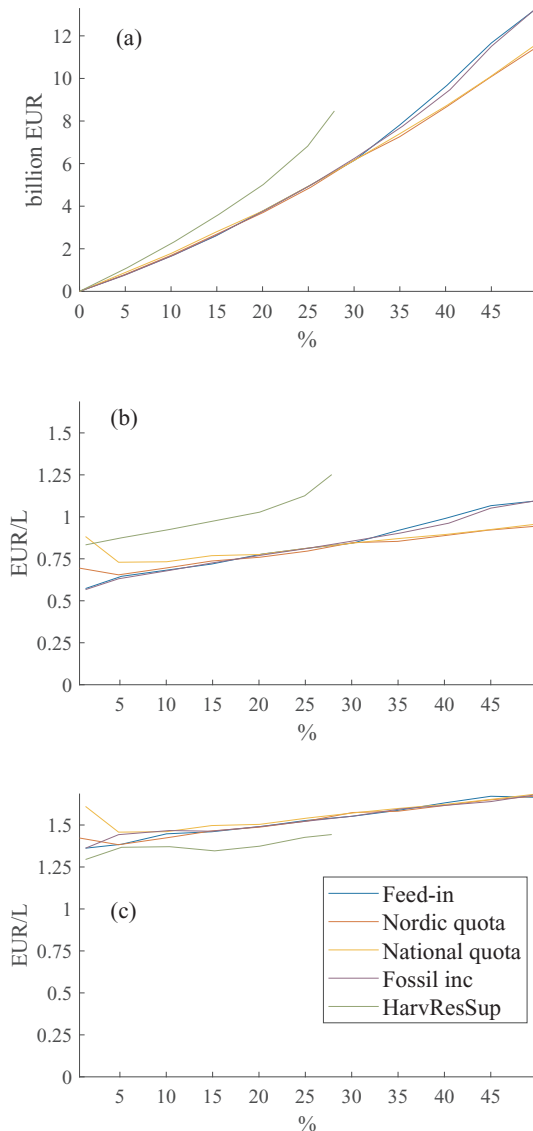 (a)
12
10
8
6
4
2
0
billion EUR
0 5 10 15 20 25 30 35 40 45
%
(b)
1.5
1.25
1
0.75
0.5
0.25
0
EUR/L
5 10 15 20 25 30 35 40 45
%
1.5
1.25
1
0.75
0.5
0.25
0
EUR/L
(c)
Feed-in
Nordic quota
National quota
Fossil inc
HarvResSup
5 10 15 20 25 30 35 40 45
%